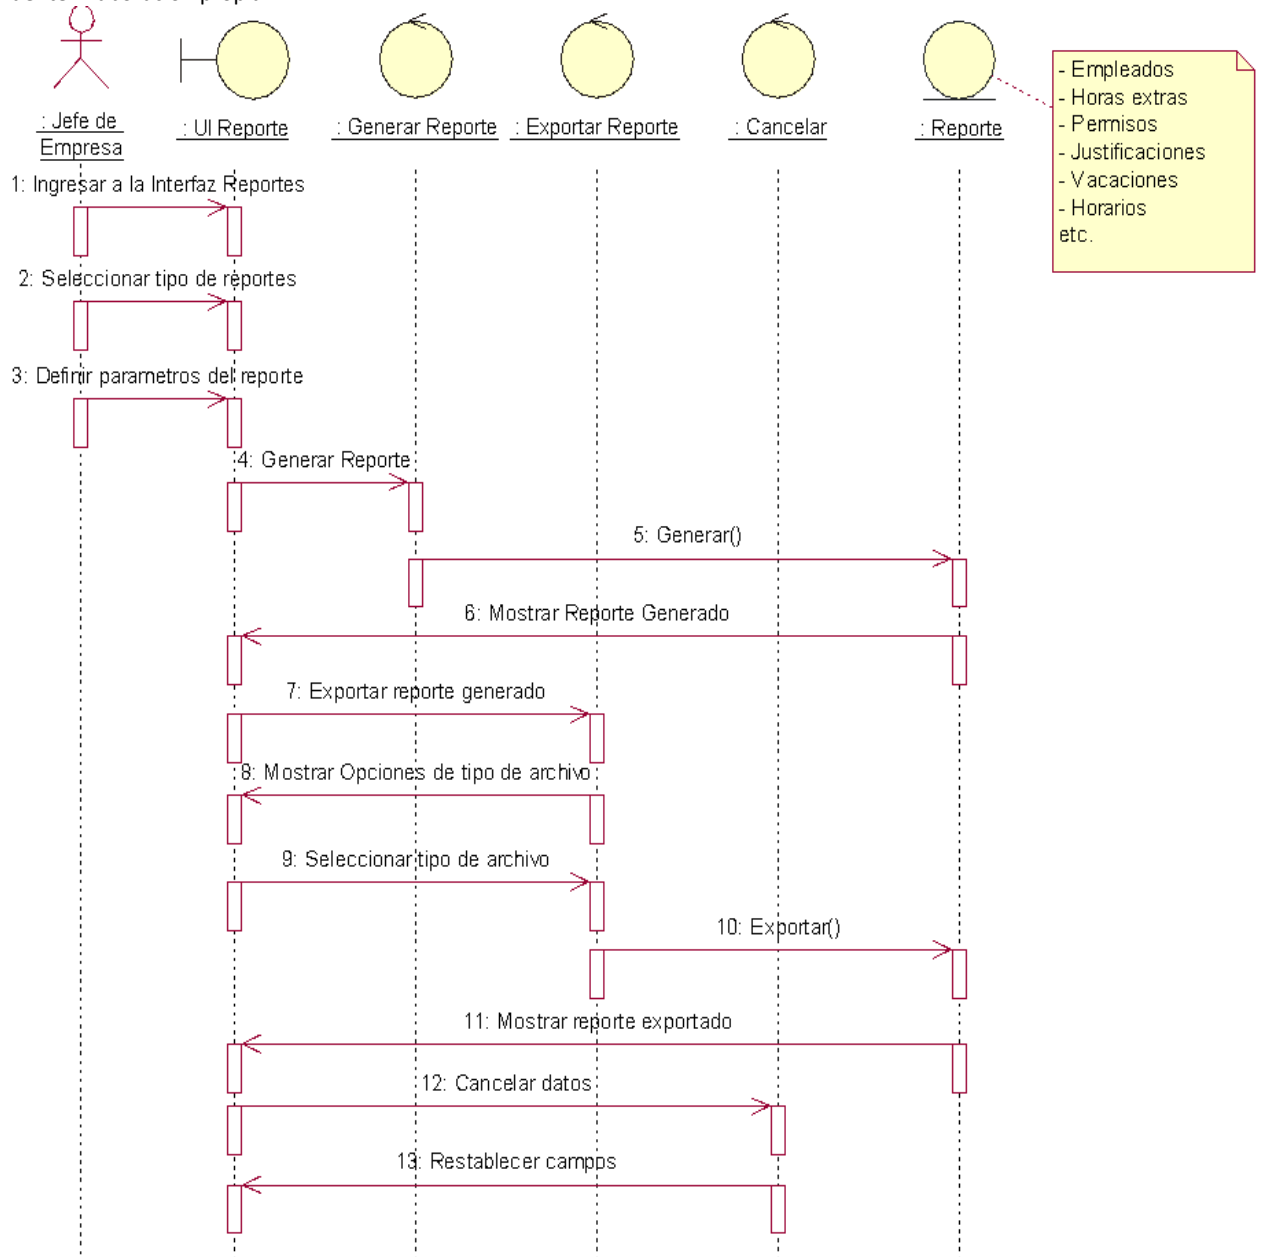 : Jefe de
Empresa
: UI Reporte
: Generar Reporte
: Exportar Reporte
: Cancelar
: Reporte
- Empleados
- Horas extras
- Permisos
- Justificaciones
- Vacaciones
- Horarios
etc.
1: Ingresar a la Interfaz Reportes
2: Seleccionar tipo de reportes
3: Definir parametros del reporte
4: Generar Reporte
5: Generar()
6: Mostrar Reporte Generado
7: Exportar reporte generado
8: Mostrar Opciones de tipo de archivo
9: Seleccionar tipo de archivo
10: Exportar()
11: Mostrar reporte exportado
12: Cancelar datos
13: Restablecer campos